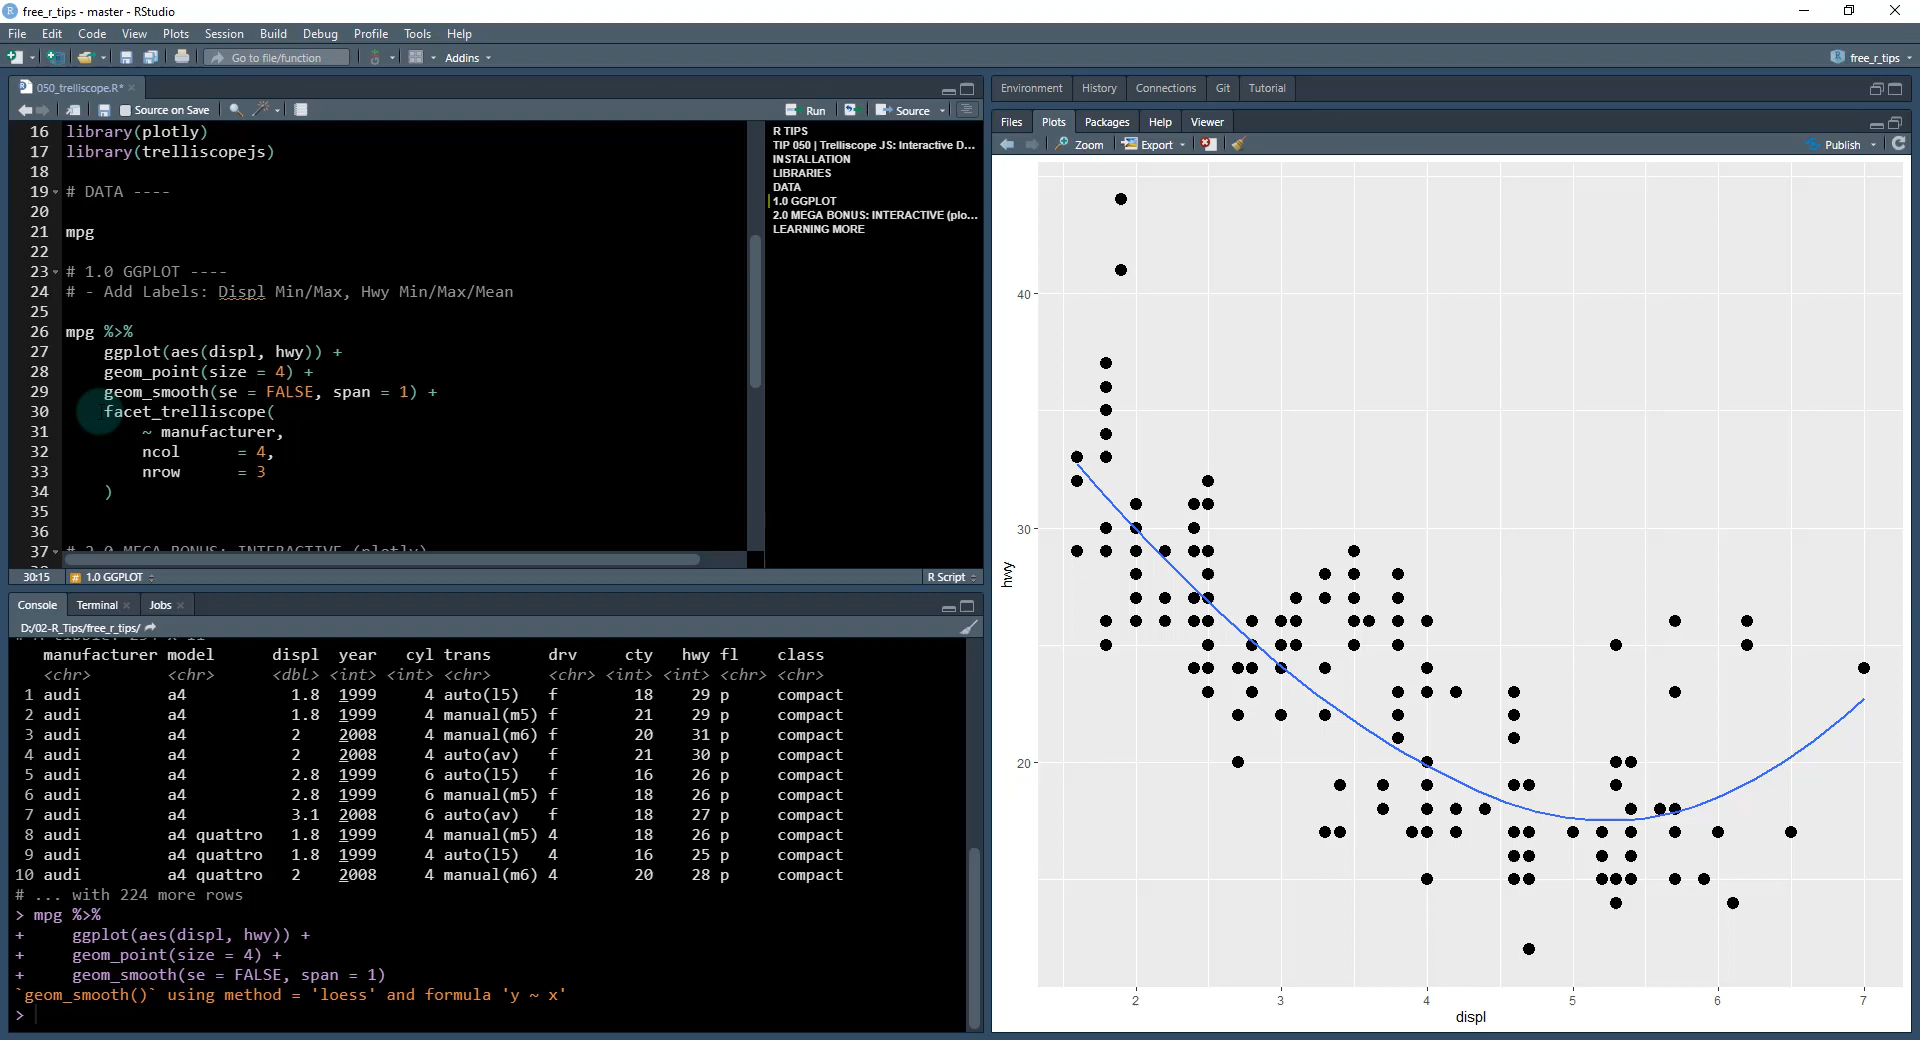 free_r_tips - master - RStudio
File Edit Code View Plots Session Build Debug Profile Tools Help
Go to file/function Addins free_r_tips
050_trelliscope.R*
Source on Save Run Source
16 library(plotly)
17 library(trelliscopejs)
18
19 # DATA ----
20
21 mpg
22
23 # 1.0 GGPLOT ----
24 # - Add Labels: Displ Min/Max, Hwy Min/Max/Mean
25
26 mpg %>%
27 ggplot(aes(displ, hwy)) +
28 geom_point(size = 4) +
29 geom_smooth(se = FALSE, span = 1) +
30 facet_trelliscope(
31 ~ manufacturer,
32 ncol = 4,
33 nrow = 3
34 )
35
36
37 # 2.0 MEGA BONUS: INTERACTIVE (plotly)
R TIPS
TIP 050 | Trelliscope JS: Interactive D...
INSTALLATION
LIBRARIES
DATA
1.0 GGPLOT
2.0 MEGA BONUS: INTERACTIVE (plo...
LEARNING MORE
30:15 # 1.0 GGPLOT R Script
Console Terminal Jobs
D:/02-R_Tips/free_r_tips/
manufacturer model displ year cyl trans drv cty hwy fl class
<chr> <chr> <dbl> <int> <int> <chr> <chr> <int> <int> <chr> <chr>
1 audi a4 1.8 1999 4 auto(l5) f 18 29 p compact
2 audi a4 1.8 1999 4 manual(m5) f 21 29 p compact
3 audi a4 2 2008 4 manual(m6) f 20 31 p compact
4 audi a4 2 2008 4 auto(av) f 21 30 p compact
5 audi a4 2.8 1999 6 auto(l5) f 16 26 p compact
6 audi a4 2.8 1999 6 manual(m5) f 18 26 p compact
7 audi a4 3.1 2008 6 auto(av) f 18 27 p compact
8 audi a4 quattro 1.8 1999 4 manual(m5) 4 18 26 p compact
9 audi a4 quattro 1.8 1999 4 auto(l5) 4 16 25 p compact
10 audi a4 quattro 2 2008 4 manual(m6) 4 20 28 p compact
# ... with 224 more rows
> mpg %>%
+ ggplot(aes(displ, hwy)) +
+ geom_point(size = 4) +
+ geom_smooth(se = FALSE, span = 1)
`geom_smooth()` using method = 'loess' and formula 'y ~ x'
>
Environment History Connections Git Tutorial
Files Plots Packages Help Viewer
Zoom Export Publish
40
30
20
hwy
2 3 4 5 6 7
displ